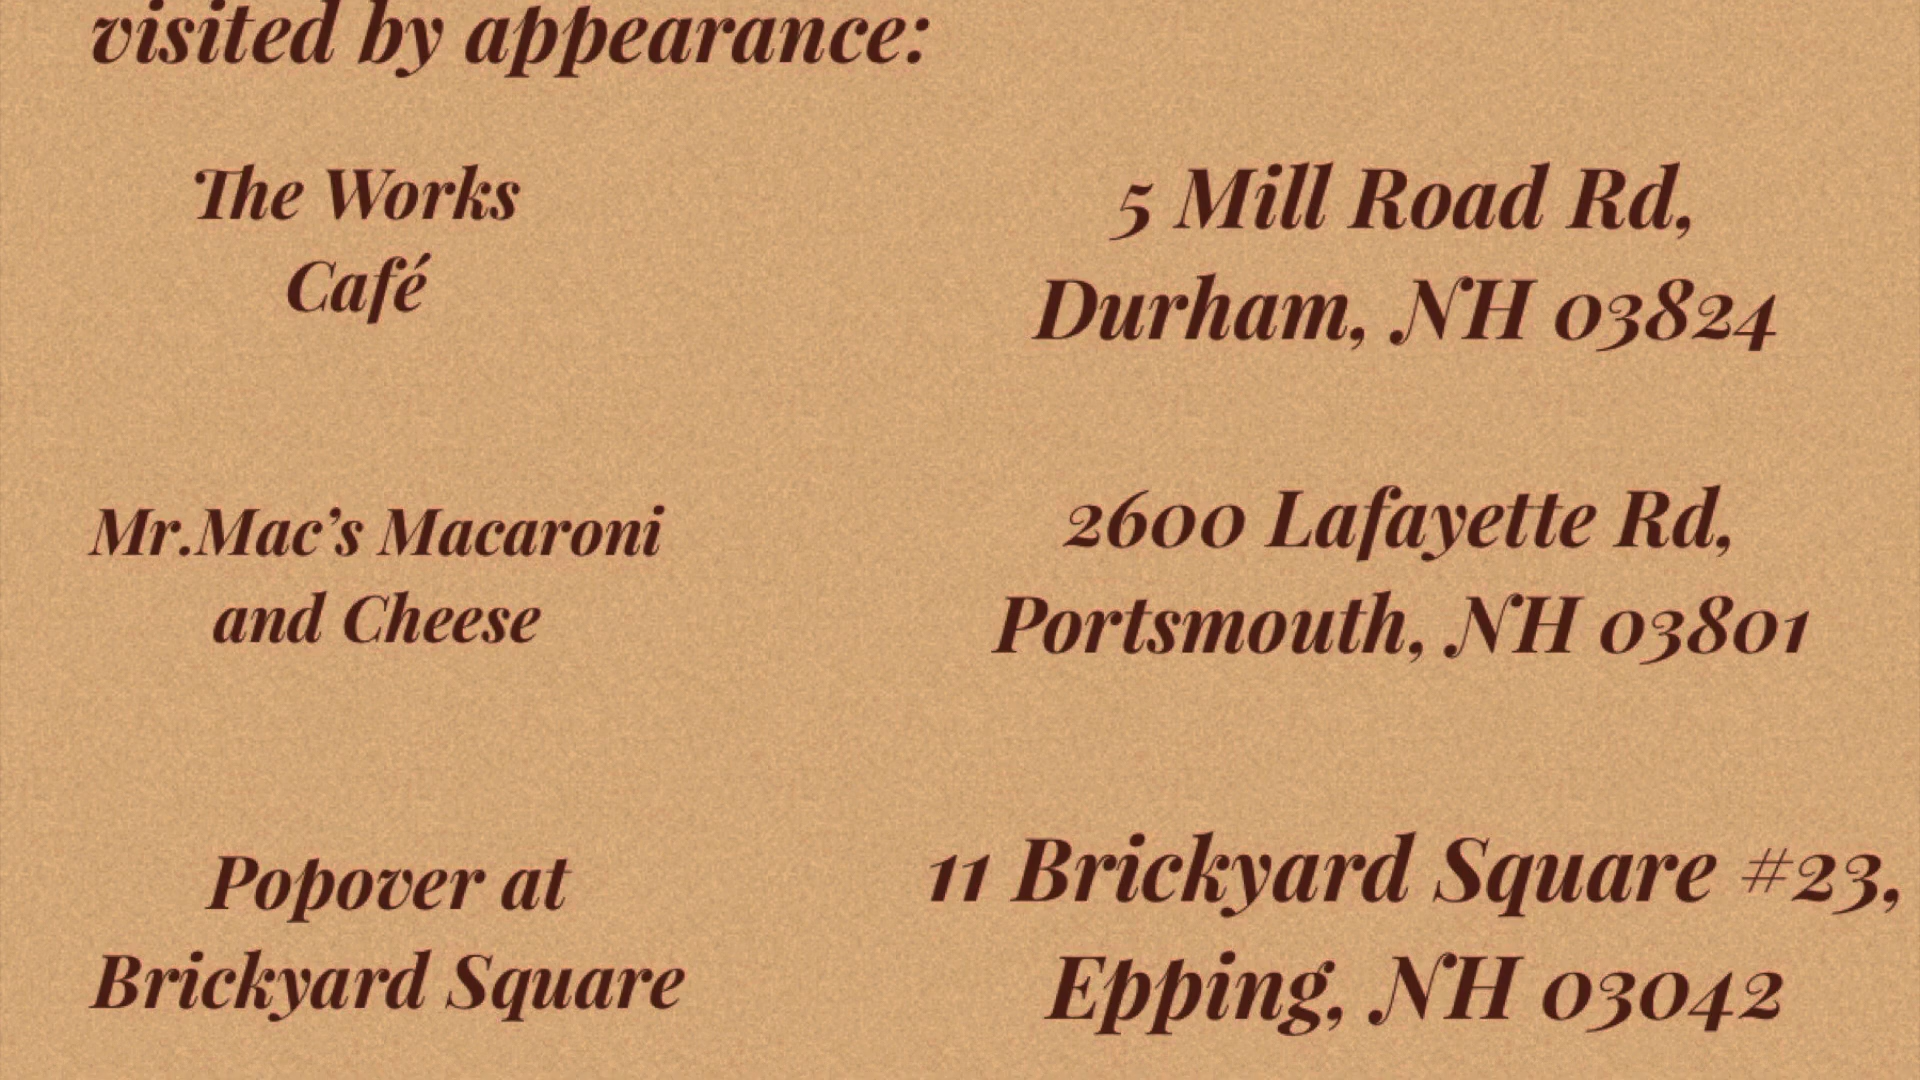 visited by appearance:
The Works
Café
5 Mill Road Rd,
Durham, NH 03824
Mr.Mac’s Macaroni
and Cheese
2600 Lafayette Rd,
Portsmouth, NH 03801
Popover at
Brickyard Square
11 Brickyard Square #23,
Epping, NH 03042